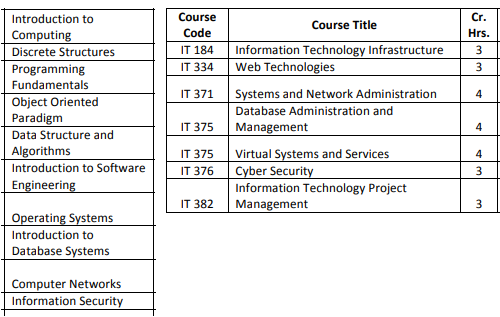 Introduction to
Computing
Discrete Structures
Programming
Fundamentals
Object Oriented
Paradigm
Data Structure and
Algorithms
Introduction to Software
Engineering
Operating Systems
Introduction to
Database Systems
Computer Networks
Information Security
Course Code Course Title Cr. Hrs.
IT 184 Information Technology Infrastructure 3
IT 334 Web Technologies 3
IT 371 Systems and Network Administration 4
Database Administration and
IT 375 Management 4
IT 375 Virtual Systems and Services 4
IT 376 Cyber Security 3
Information Technology Project
IT 382 Management 3